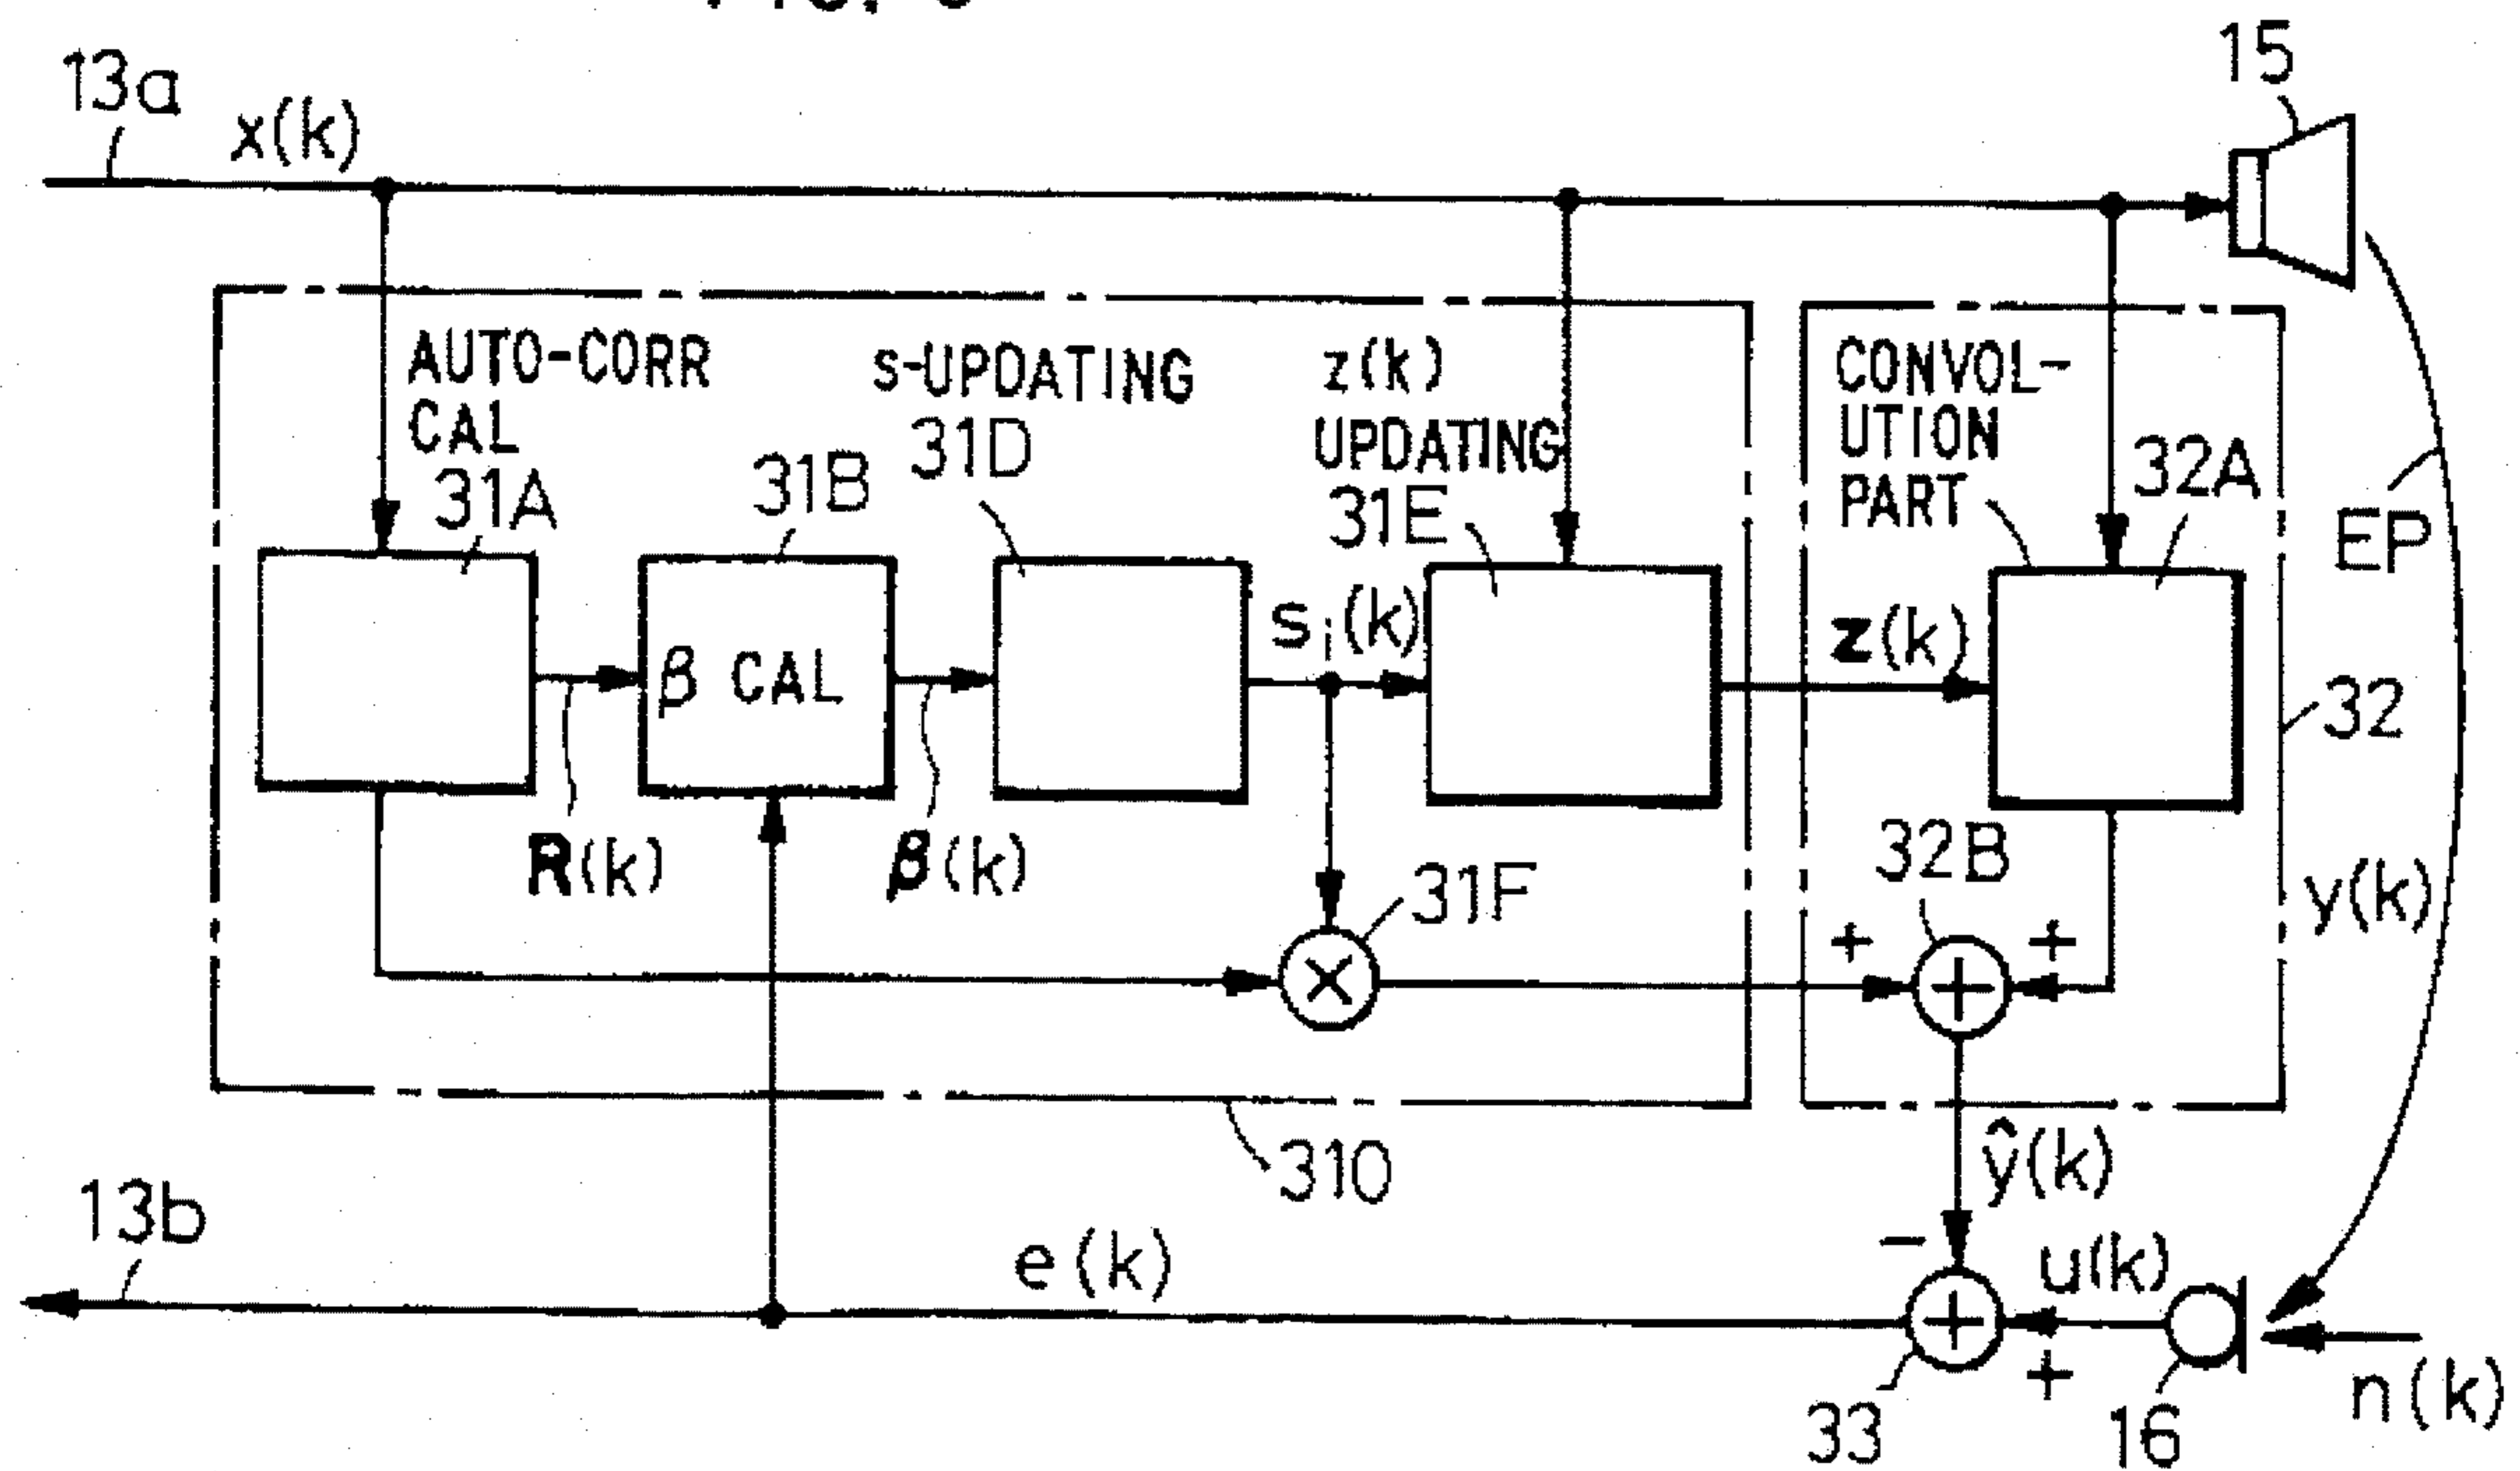 15
13a
x(k)
AUTO-CORR
CAL
31A
31B
s-UPDATING
31D
z(k)
UPDATING
31E
CONVOL-
UTION
PART
32A
EP
β CAL
s i (k)
z(k)
32
R(k)
β(k)
31F
32B
y(k)
+
+
×
+
310
ŷ(k)
13b
e(k)
−
u(k)
+
+
33
16
n(k)